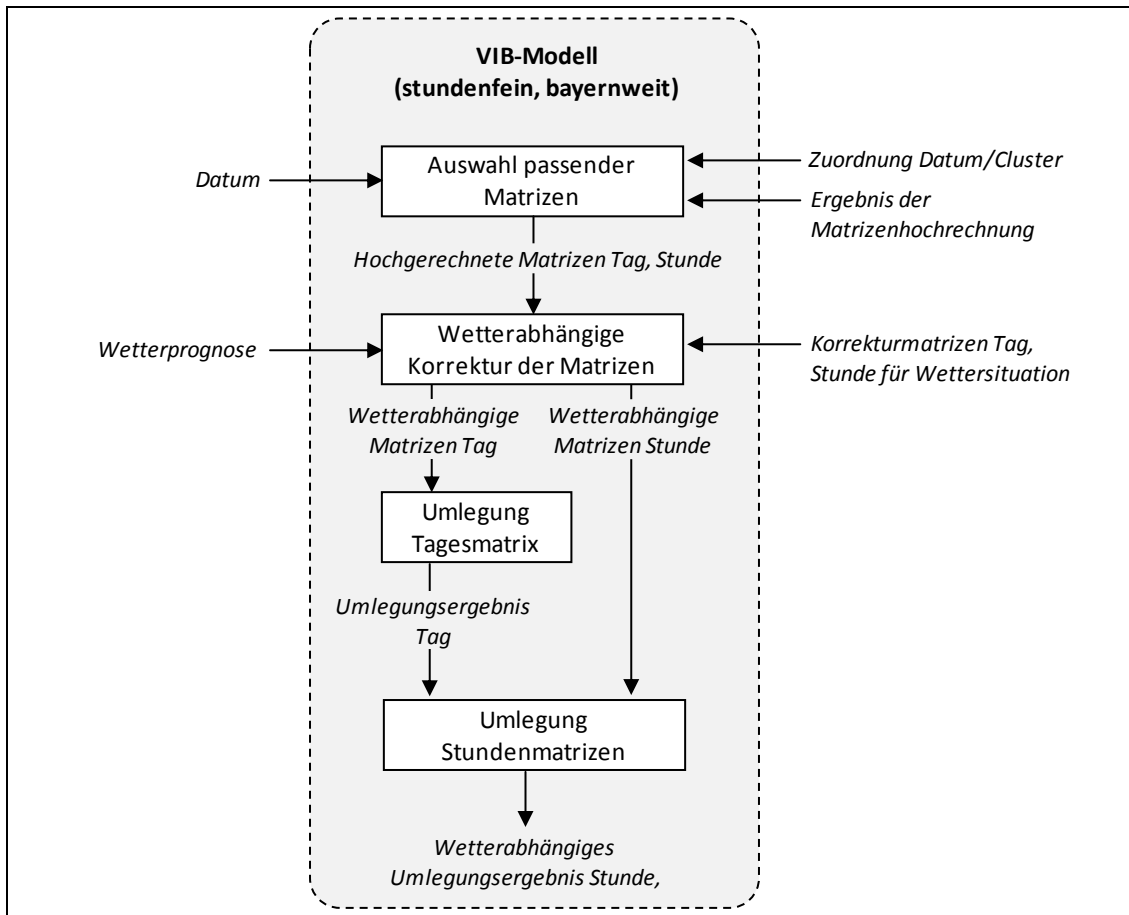 VIB-Modell
(stundenfein, bayernweit)
Datum
Auswahl passender
Matrizen
Zuordnung Datum/Cluster
Ergebnis der
Matrizenhochrechnung
Hochgerechnete Matrizen Tag, Stunde
Wetterprognose
Wetterabhängige
Korrektur der Matrizen
Korrekturmatrizen Tag,
Stunde für Wettersituation
Wetterabhängige
Matrizen Tag
Wetterabhängige
Matrizen Stunde
Umlegung
Tagesmatrix
Umlegungsergebnis
Tag
Umlegung
Stundenmatrizen
Wetterabhängiges
Umlegungsergebnis Stunde,